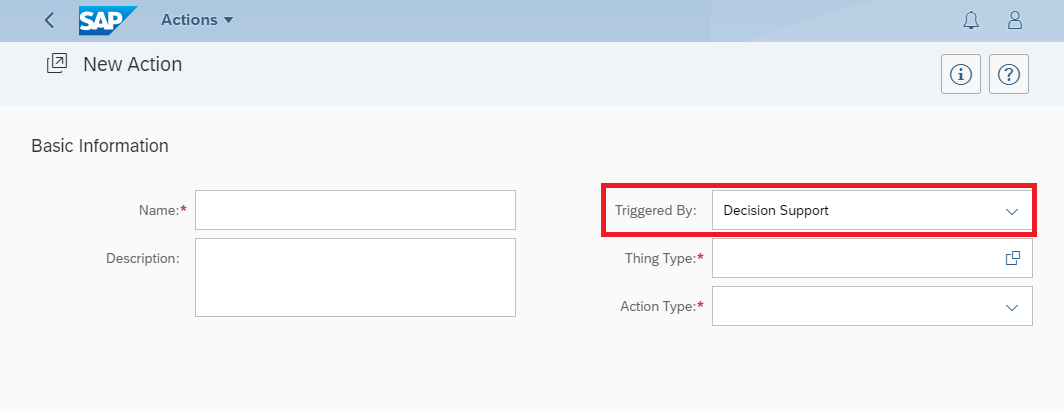 SAP Actions
New Action
Basic Information
Name:*
Triggered By: Decision Support
Description:
Thing Type:*
Action Type:*